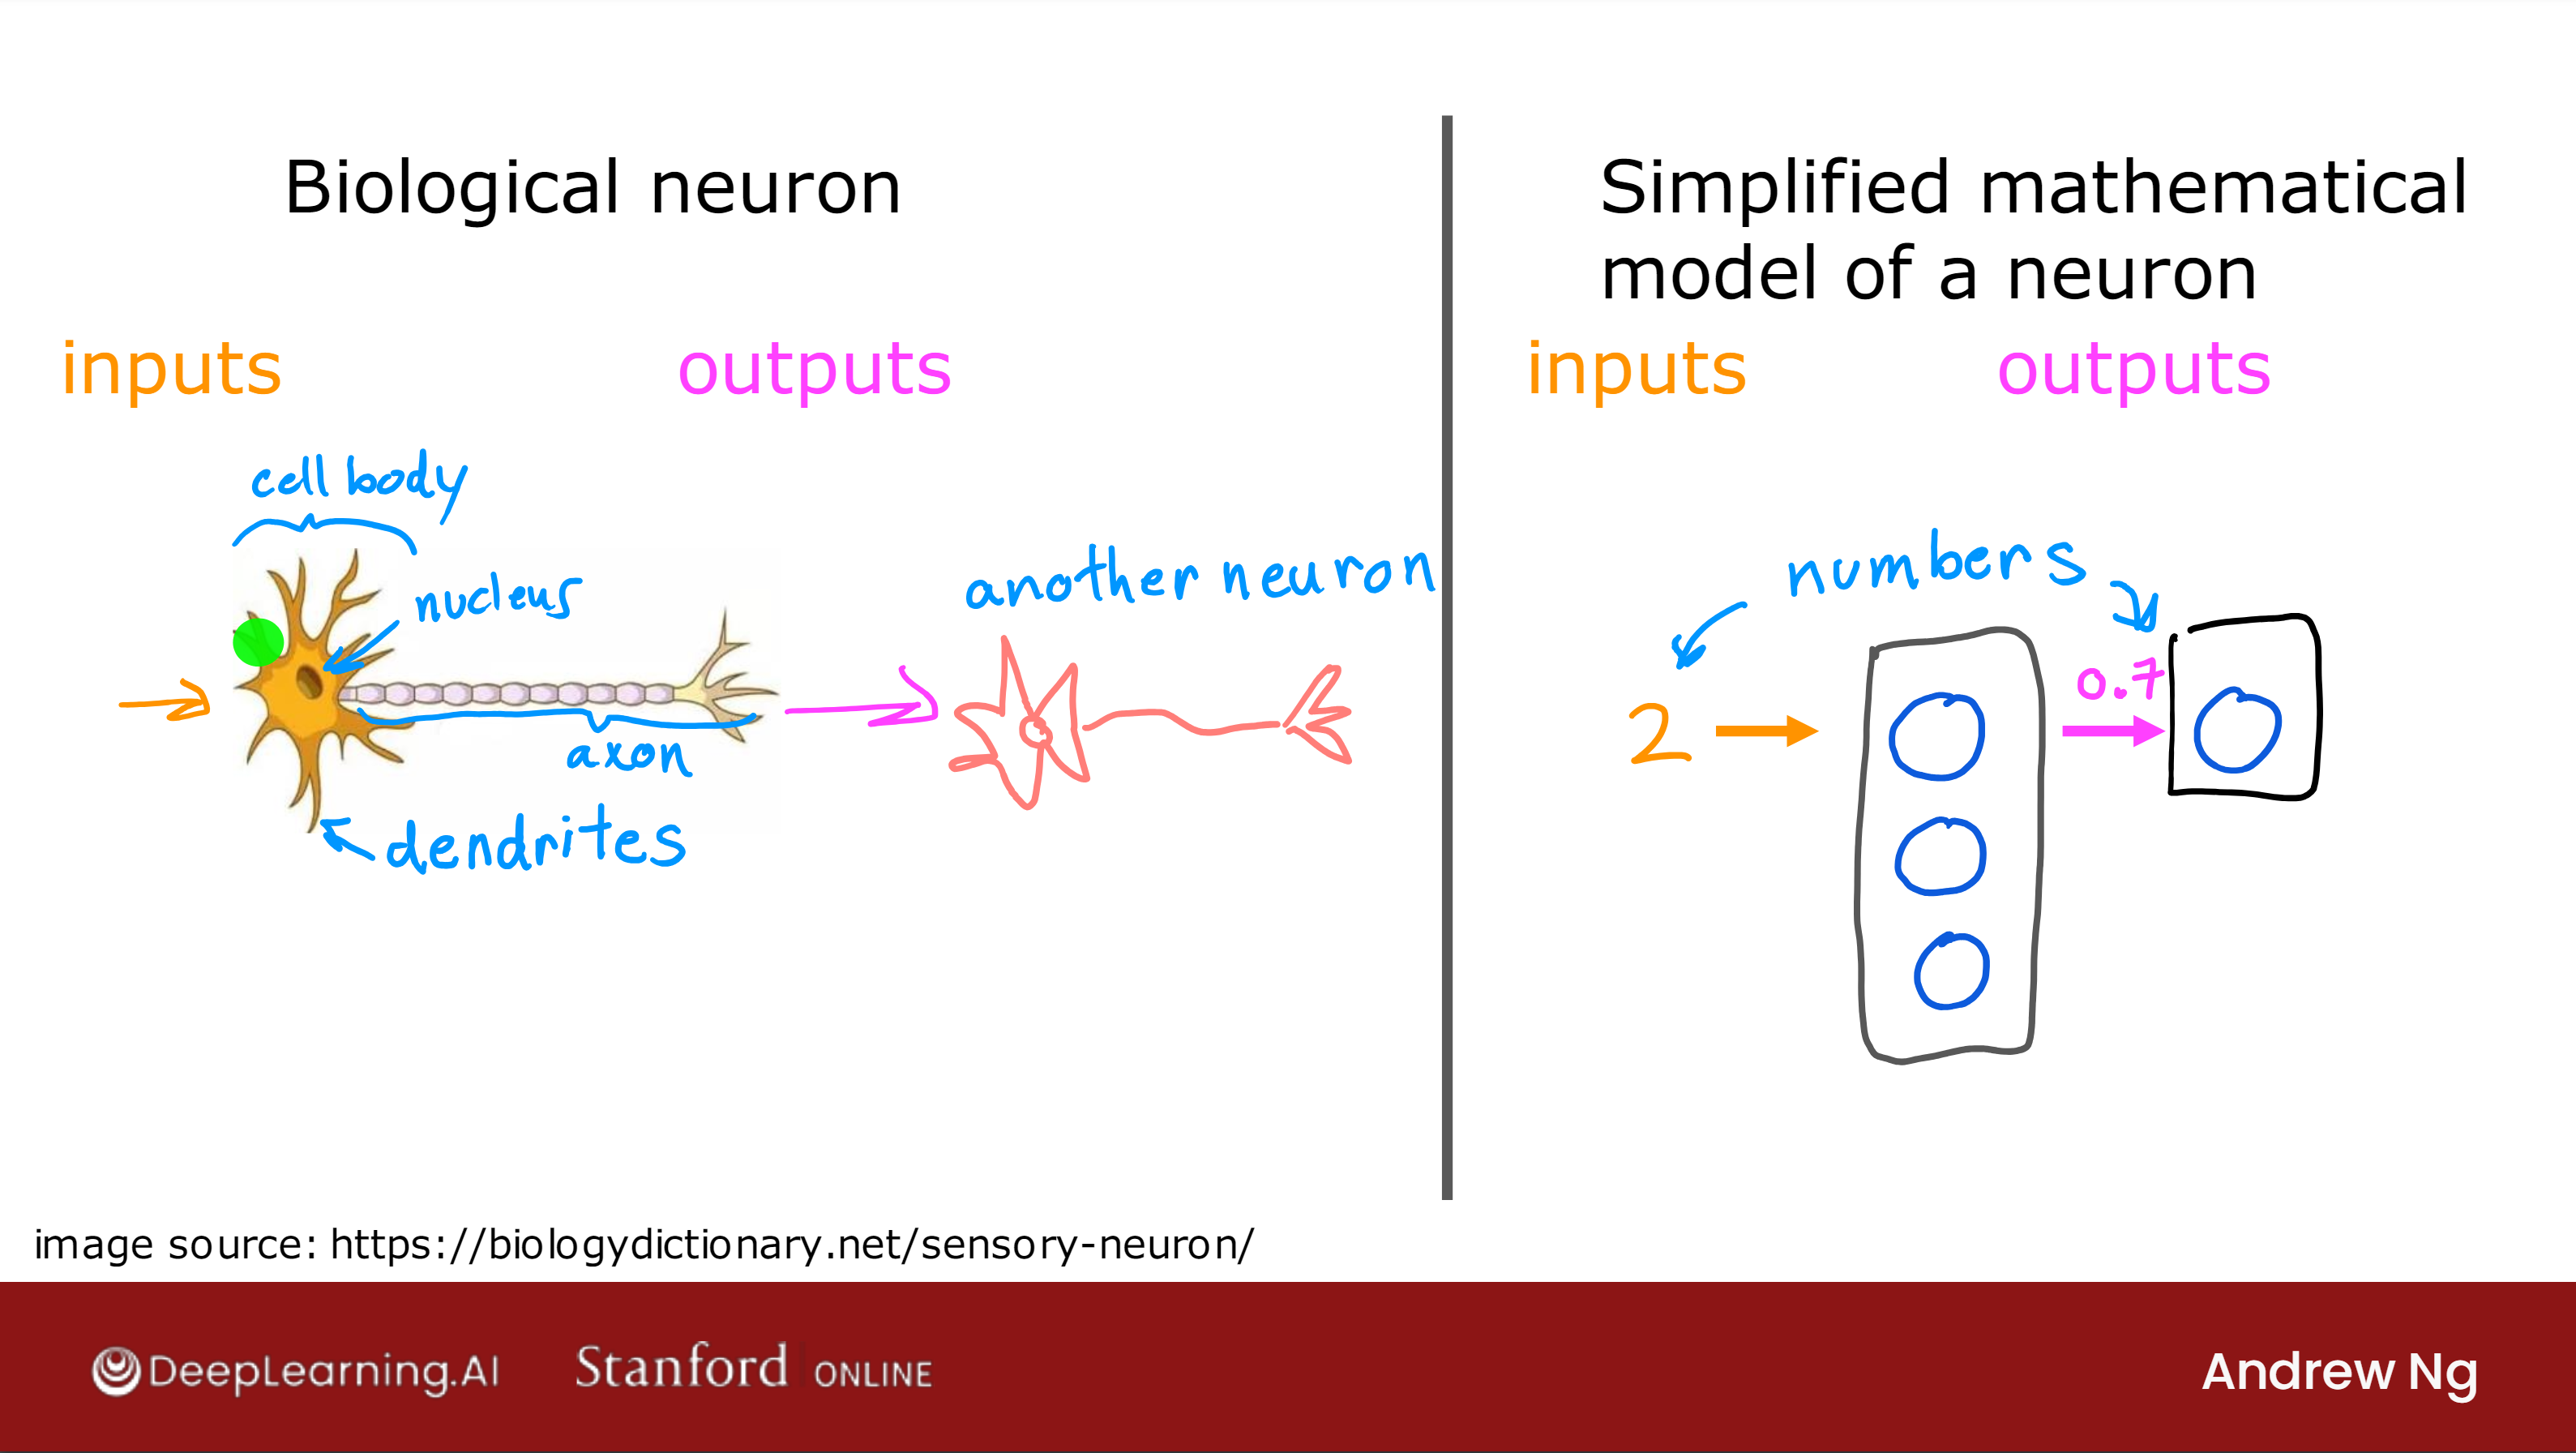 Biological neuron
inputs
outputs
cell body
nucleus
axon
dendrites
another neuron
Simplified mathematical
model of a neuron
inputs
outputs
numbers
2
0.7
image source: https://biologydictionary.net/sensory-neuron/
DeepLearning.AI
Stanford ONLINE
Andrew Ng